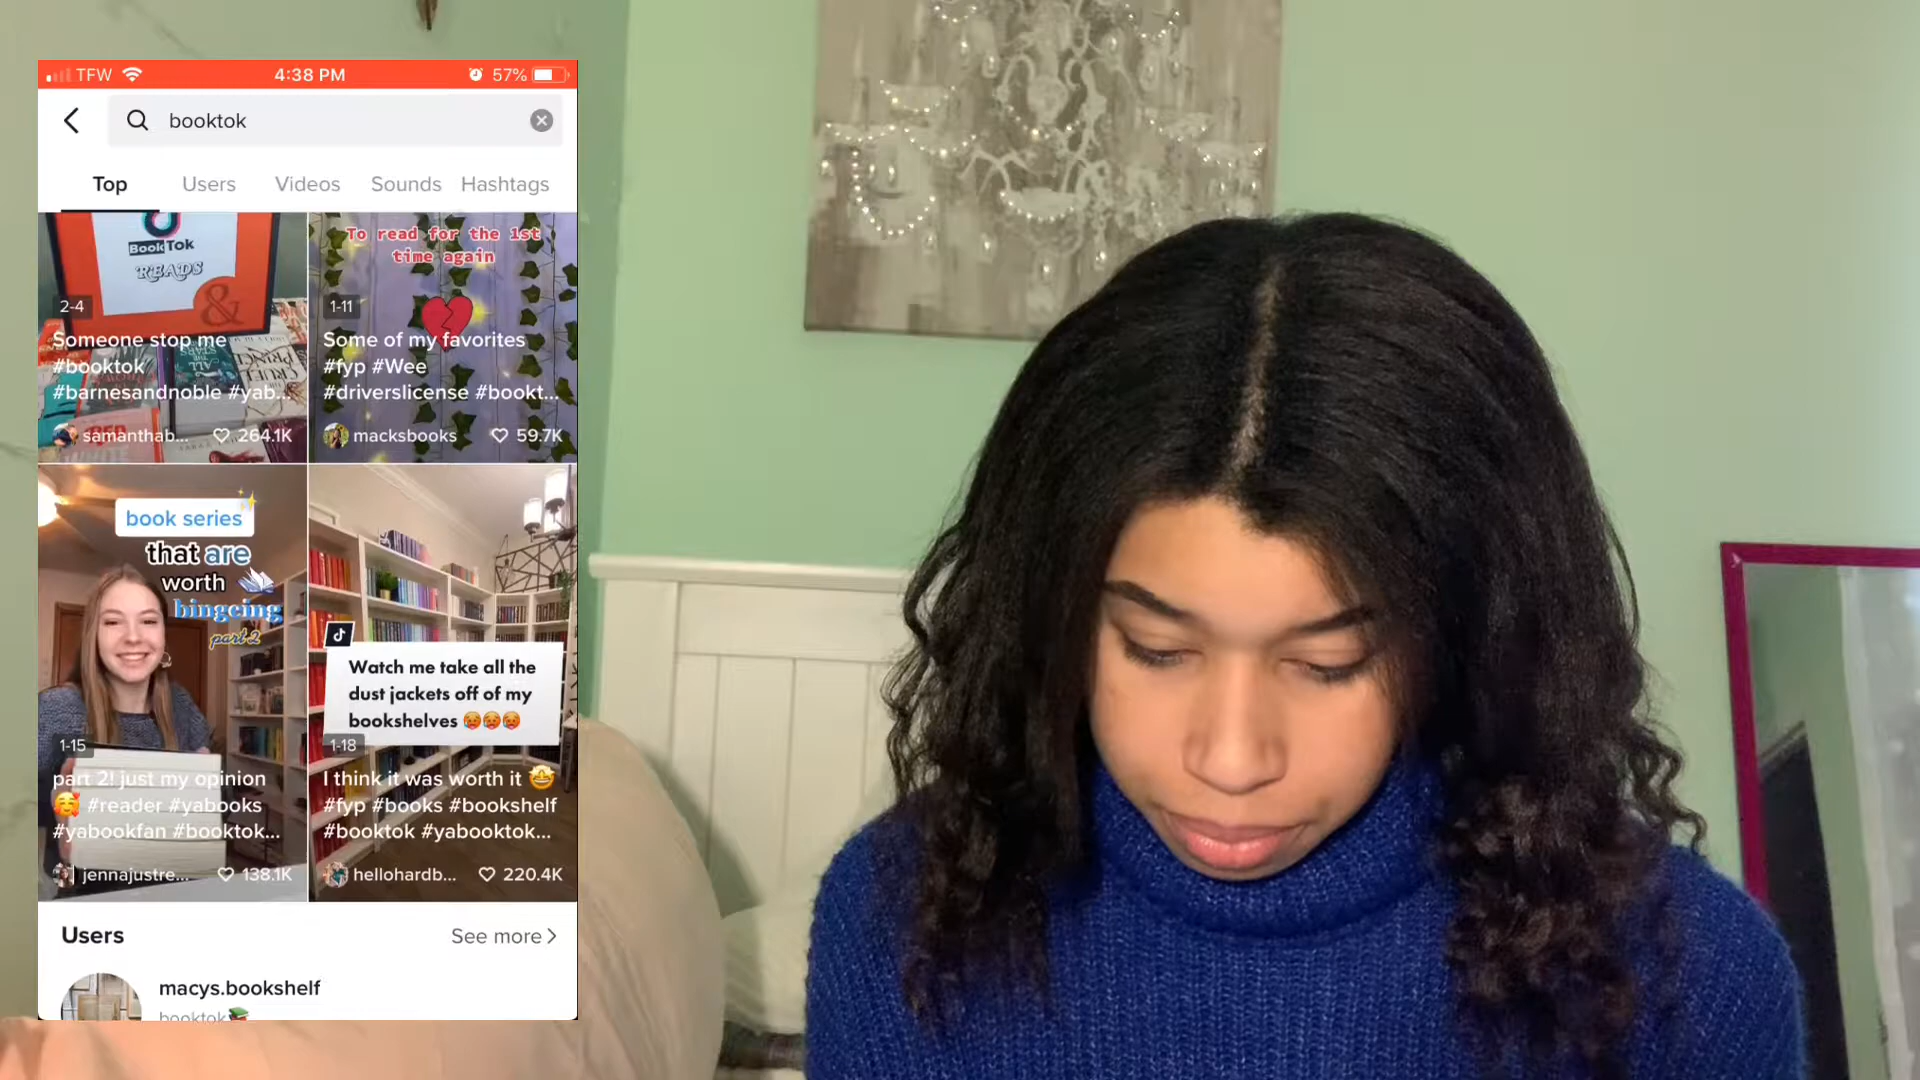 TFW 4:38 PM 57%
booktok
Top Users Videos Sounds Hashtags
BookTok
READS
&
2-4
Someone stop me
#booktok
#barnesandnoble #yab...
samanthab... 264.1K
To read for the 1st
time again
1-11
Some of my favorites
#fyp #Wee
#driverslicense #bookt...
macksbooks 59.7K
book series
that are
worth
bingeing
part 2
1-15
part 2! just my opinion
🥰 #reader #yabooks
#yabookfan #booktok...
jennajustre... 138.1K
Watch me take all the
dust jackets off of my
bookshelves 🥵🥵🥵
1-18
I think it was worth it 🤩
#fyp #books #bookshelf
#booktok #yabooktok...
hellohardb... 220.4K
Users See more >
macys.bookshelf
booktok